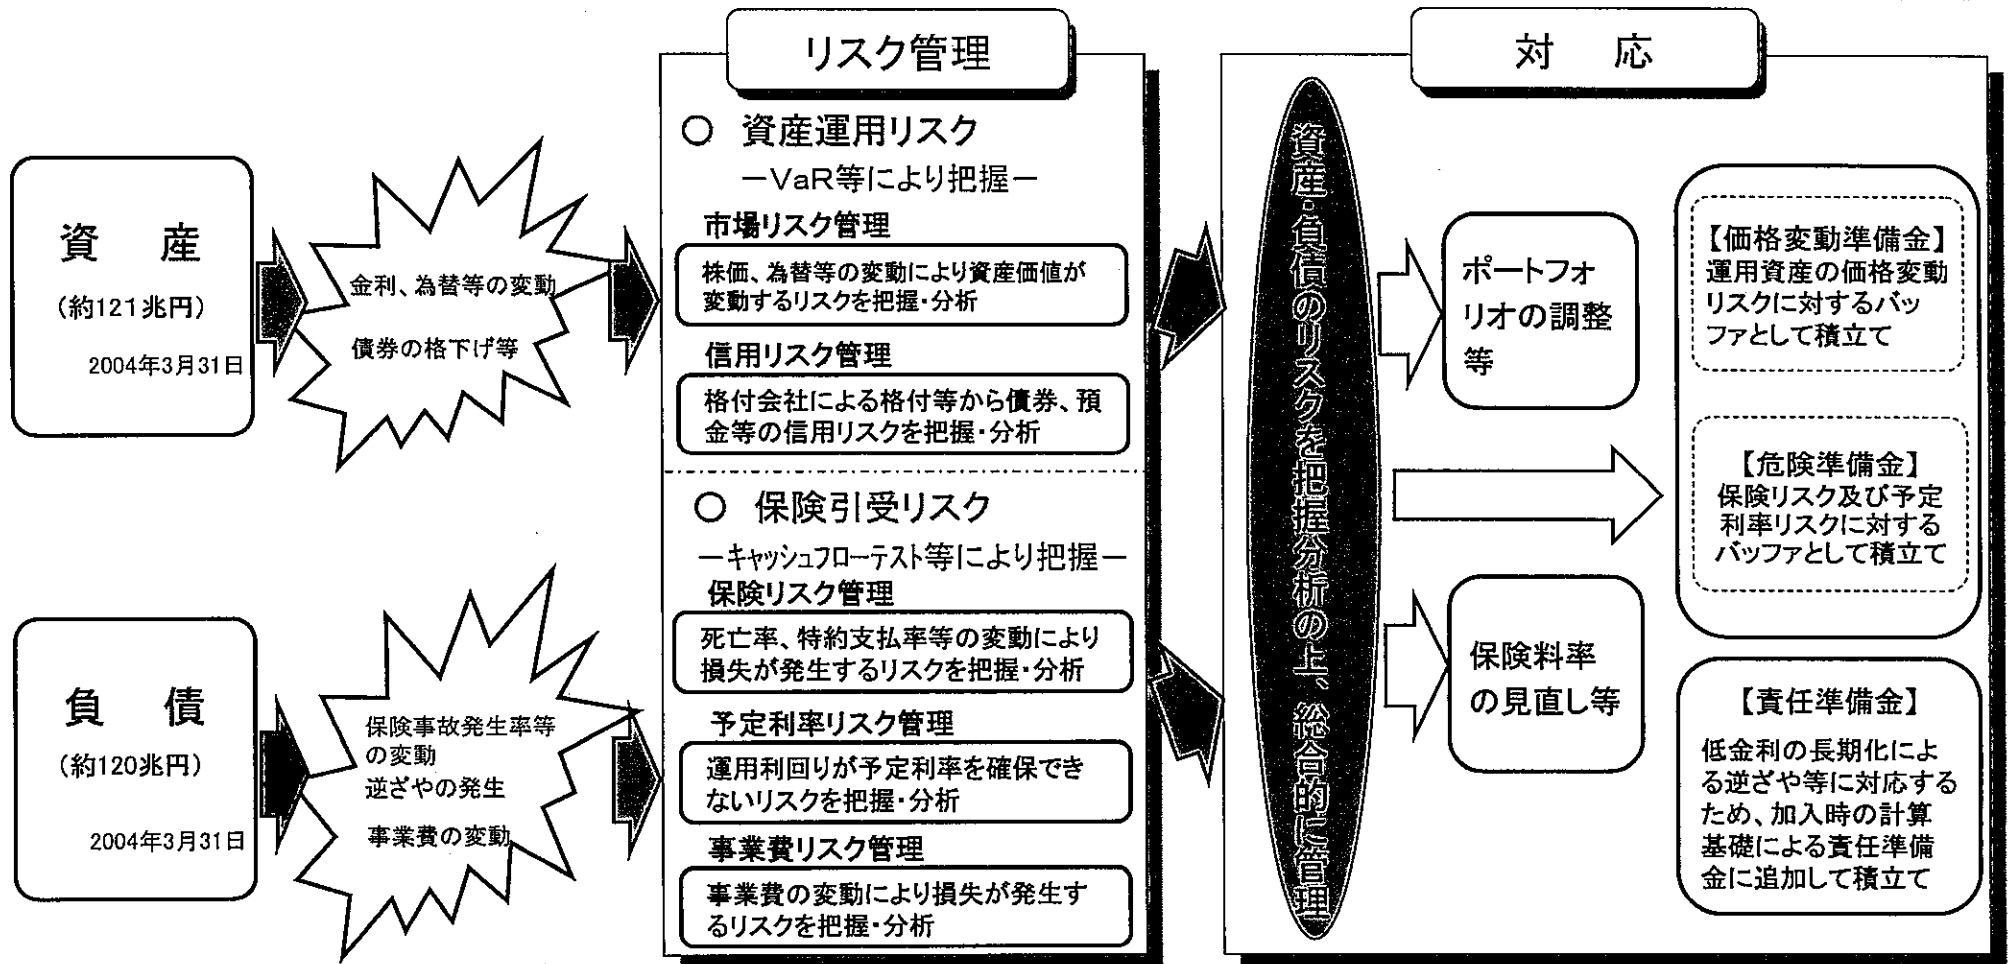 資　産
（約121兆円）
2004年3月31日
金利、為替等の変動
債券の格下げ等
負　債
（約120兆円）
2004年3月31日
保険事故発生率等
の変動
逆ざやの発生
事業費の変動
リスク管理
○ 資産運用リスク
－VaR等により把握－
市場リスク管理
株価、為替等の変動により資産価値が
変動するリスクを把握・分析
信用リスク管理
格付会社による格付等から債券、預
金等の信用リスクを把握・分析
○ 保険引受リスク
－キャッシュフローテスト等により把握－
保険リスク管理
死亡率、特約支払率等の変動により
損失が発生するリスクを把握・分析
予定利率リスク管理
運用利回りが予定利率を確保でき
ないリスクを把握・分析
事業費リスク管理
事業費の変動により損失が発生す
るリスクを把握・分析
対　応
資産・負債のリスクを把握分析の上、総合的に管理
ポートフォ
リオの調整
等
保険料率
の見直し等
【価格変動準備金】
運用資産の価格変動
リスクに対するバッ
ファとして積立て
【危険準備金】
保険リスク及び予定
利率リスクに対する
バッファとして積立て
【責任準備金】
低金利の長期化によ
る逆ざや等に対応する
ため、加入時の計算
基礎による責任準備
金に追加して積立て